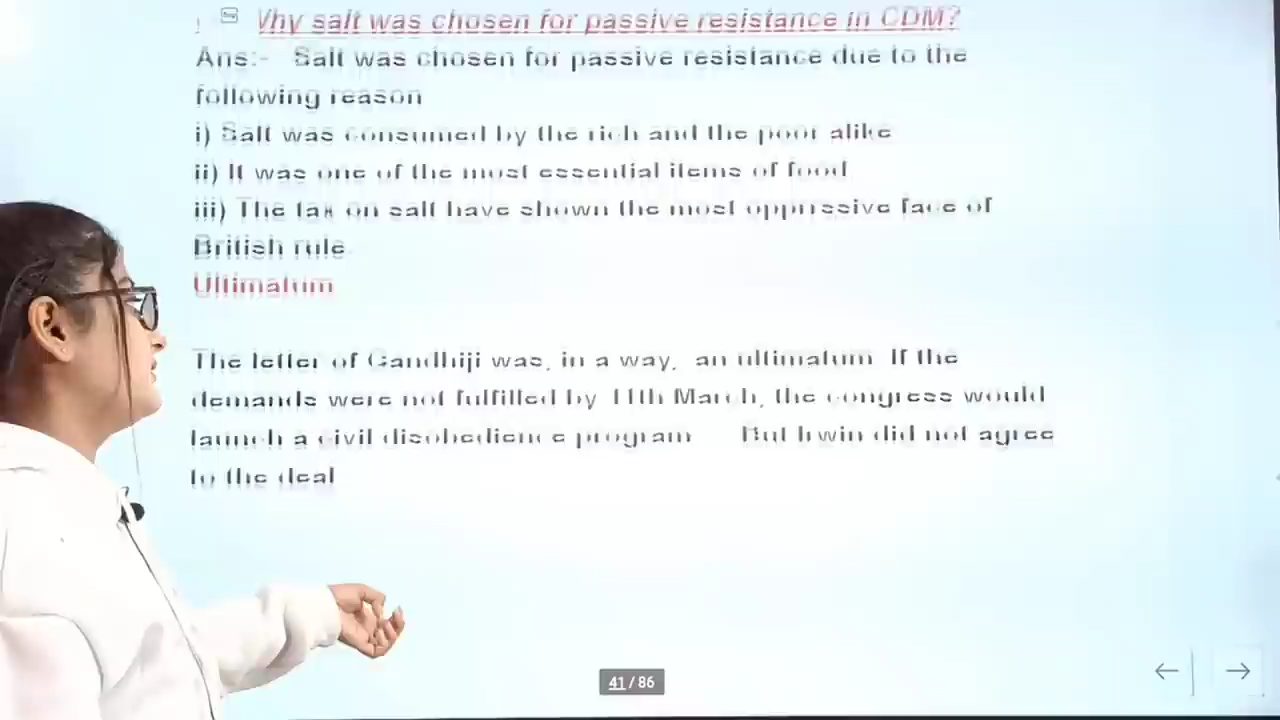 Why salt was chosen for passive resistance in CDM?
Ans:- Salt was chosen for passive resistance due to the
following reason
i) Salt was consumed by the rich and the poor alike
ii) It was one of the most essential items of food
iii) The tax on salt have shown the most oppressive face of
British rule.
Ultimatum
The letter of Gandhiji was, in a way, an ultimatum If the
demands were not fulfilled by 11th March, the congress would
launch a civil disobedience program But Irwin did not agree
to the deal
41 / 86